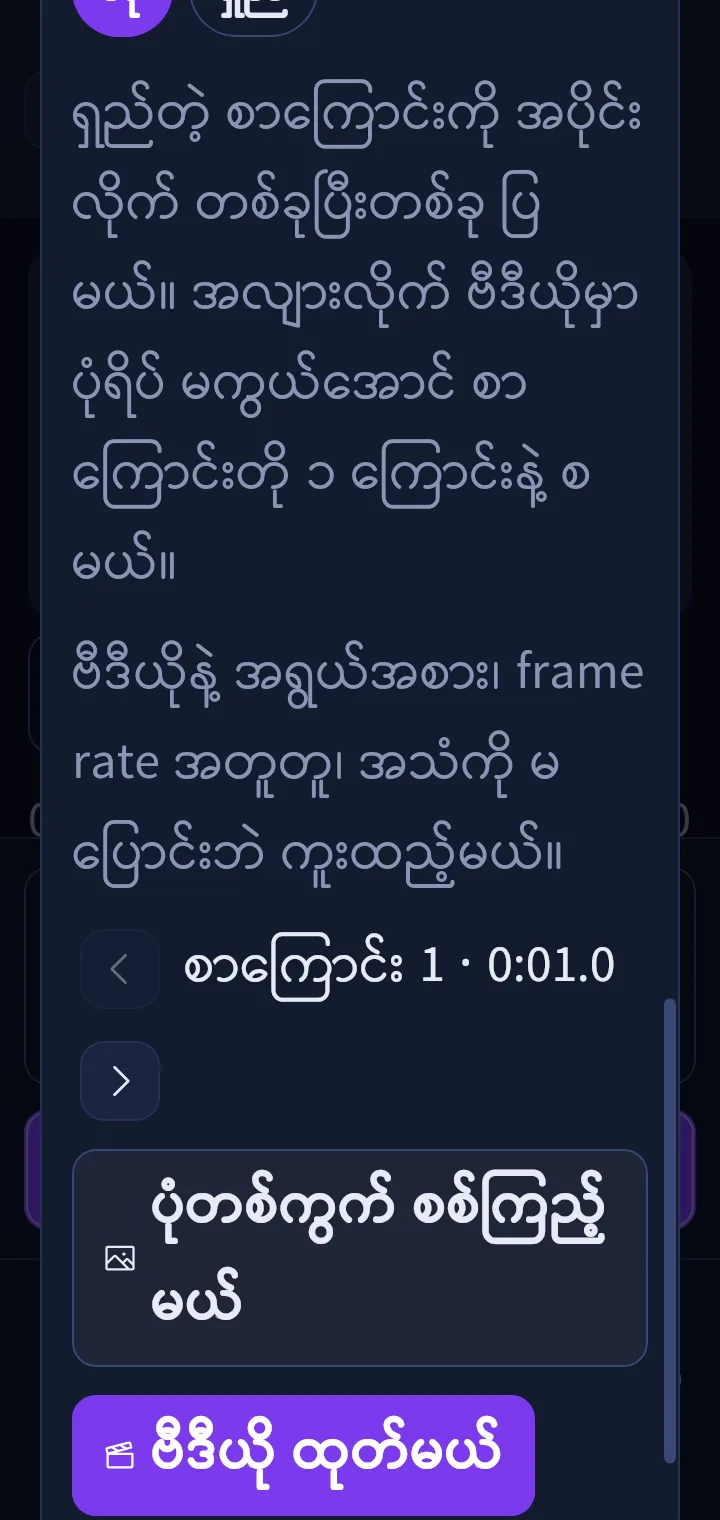 ရှည်တဲ့ စာကြောင်းကို အပိုင်း
လိုက် တစ်ခုပြီးတစ်ခု ပြ
မယ်။ အလျားလိုက် ဗီဒီယိုမှာ
ပုံရိပ် မကွယ်အောင် စာ
ကြောင်းတို ၁ ကြောင်းနဲ့ စ
မယ်။
ဗီဒီယိုနဲ့ အရွယ်အစား၊ frame
rate အတူတူ၊ အသံကို မ
ပြောင်းဘဲ ကူးထည့်မယ်။
စာကြောင်း 1 · 0:01.0
ပုံတစ်ကွက် စစ်ကြည့်
မယ်
ဗီဒီယို ထုတ်မယ်